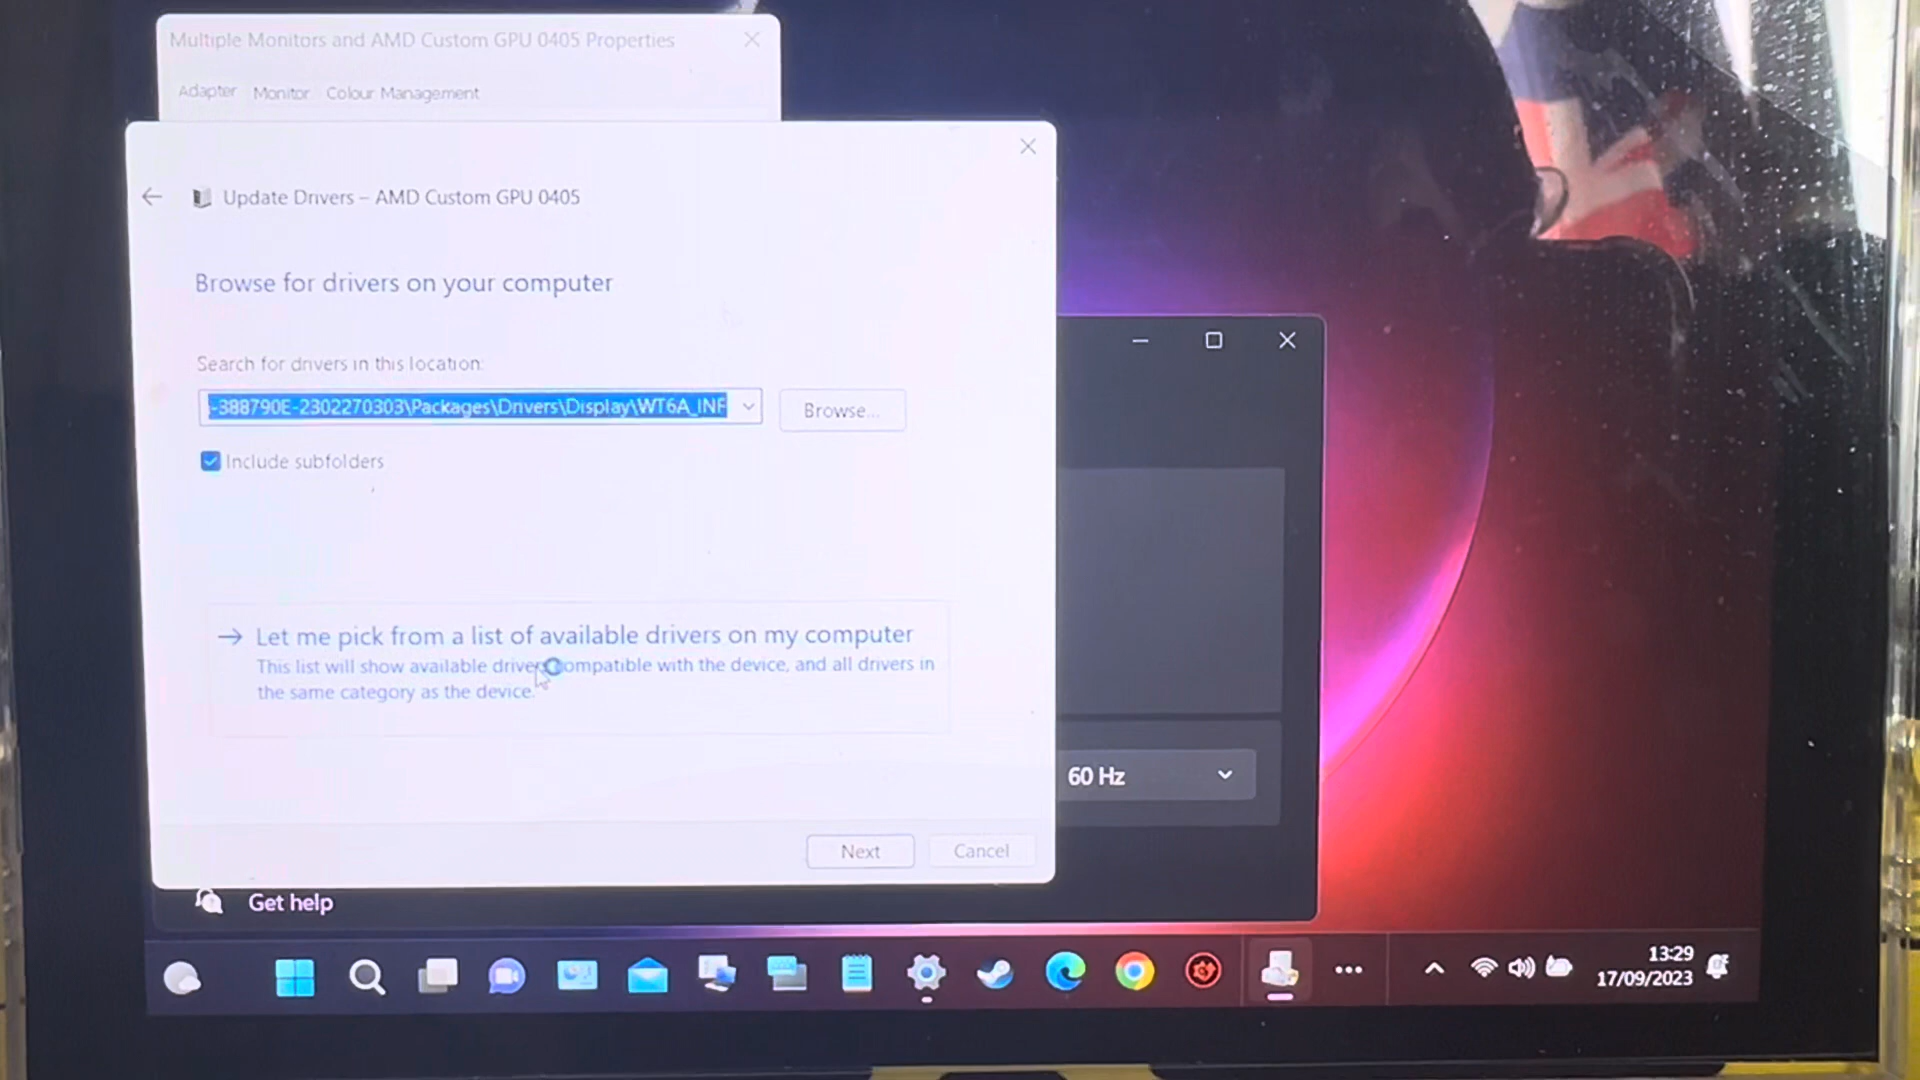 Multiple Monitors and AMD Custom GPU 0405 Properties
Adapter Monitor Colour Management
Update Drivers – AMD Custom GPU 0405
Browse for drivers on your computer
Search for drivers in this location:
-388790E-2302270303\Packages\Drivers\Display\WT6A_INF
Browse...
Include subfolders
Let me pick from a list of available drivers on my computer
This list will show available drivers compatible with the device, and all drivers in
the same category as the device.
60 Hz
Next Cancel
Get help
13:29
17/09/2023